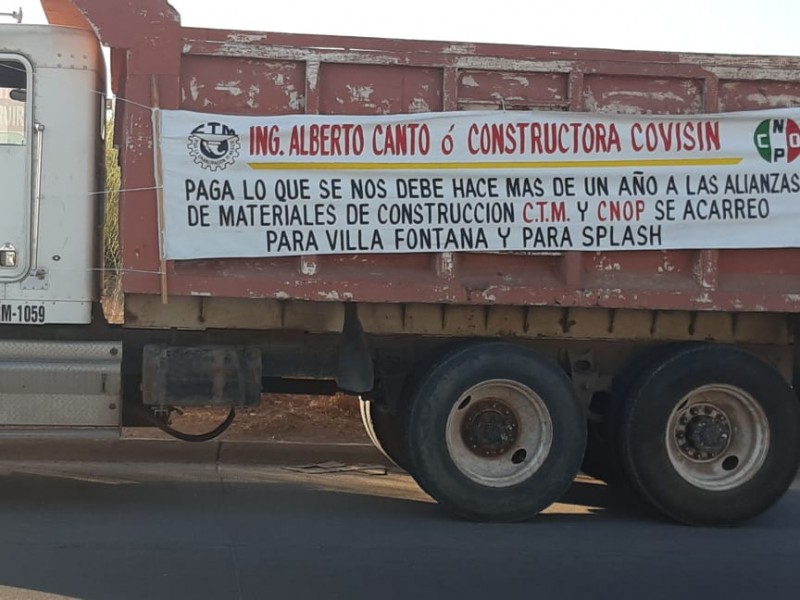 CTM
ING. ALBERTO CANTO ó CONSTRUCTORA COVISIN
CNOP
PAGA LO QUE SE NOS DEBE HACE MAS DE UN AÑO A LAS ALIANZAS
DE MATERIALES DE CONSTRUCCION C.T.M. Y CNOP SE ACARREO
PARA VILLA FONTANA Y PARA SPLASH
M-1059